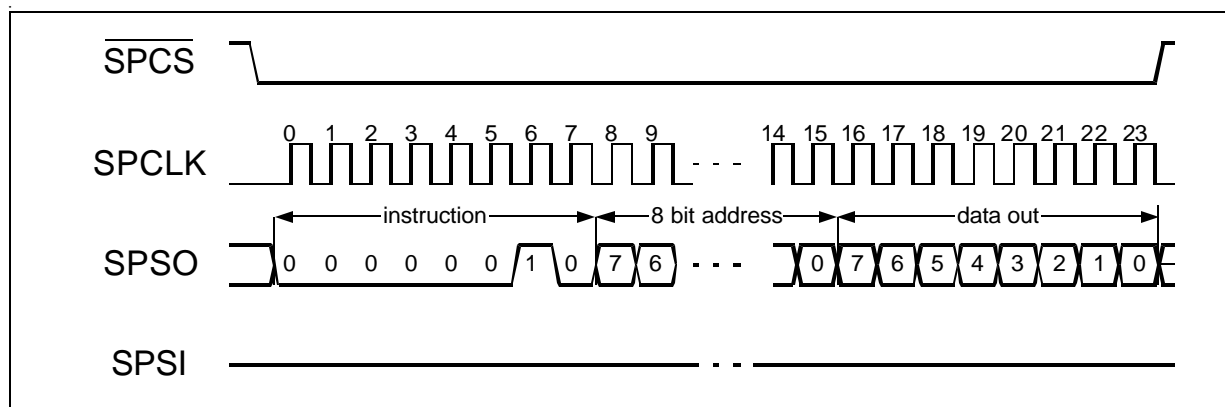 SPCS
0 1 2 3 4 5 6 7 8 9 14 15 16 17 18 19 20 21 22 23
SPCLK
instruction 8 bit address data out
SPSO 0 0 0 0 0 0 1 0 7 6 0 7 6 5 4 3 2 1 0
SPSI